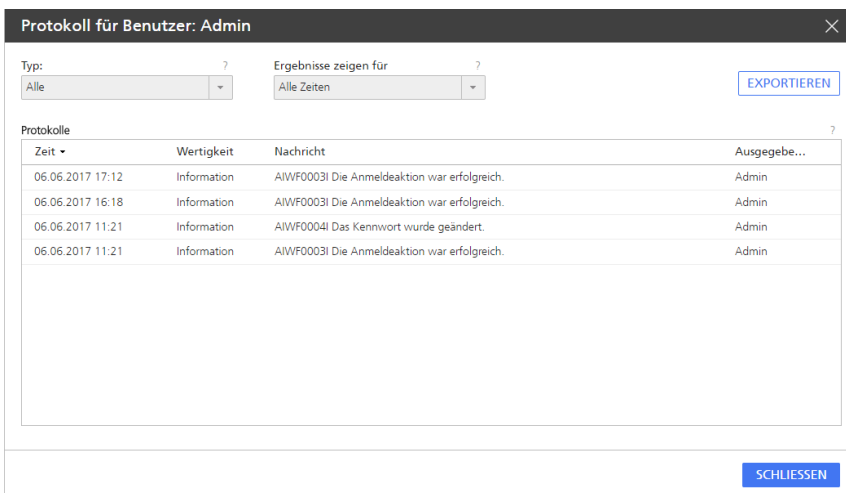 Protokoll für Benutzer: Admin
Typ: ? Ergebnisse zeigen für ?
Alle Alle Zeiten EXPORTIEREN
Protokolle ?
Zeit Wertigkeit Nachricht Ausgegebe...
06.06.2017 17:12 Information AIWF0003I Die Anmeldeaktion war erfolgreich. Admin
06.06.2017 16:18 Information AIWF0003I Die Anmeldeaktion war erfolgreich. Admin
06.06.2017 11:21 Information AIWF0004I Das Kennwort wurde geändert. Admin
06.06.2017 11:21 Information AIWF0003I Die Anmeldeaktion war erfolgreich. Admin
SCHLIESSEN